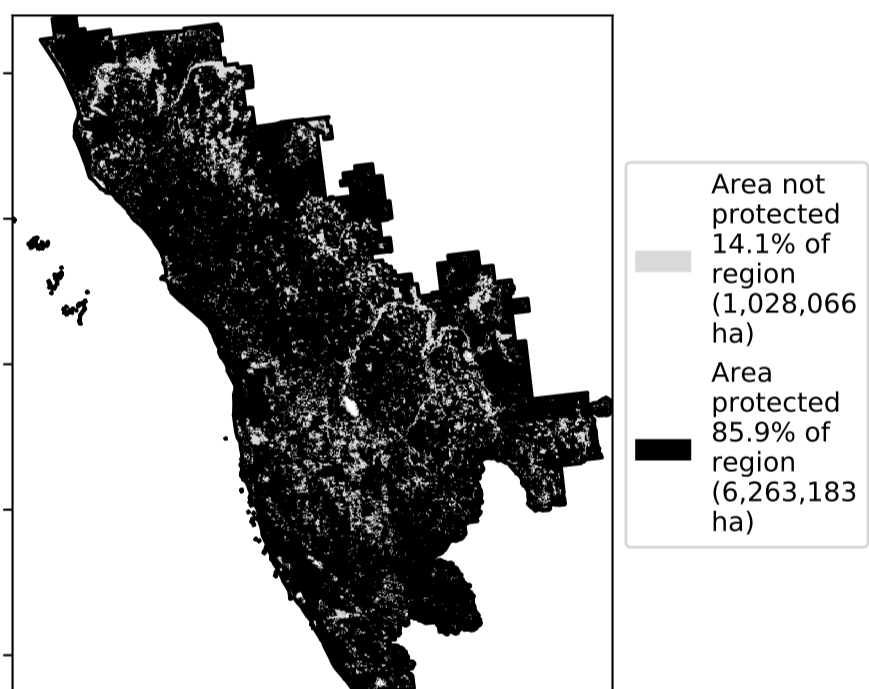 Area not
protected
14.1% of
region
(1,028,066
ha)
Area
protected
85.9% of
region
(6,263,183
ha)